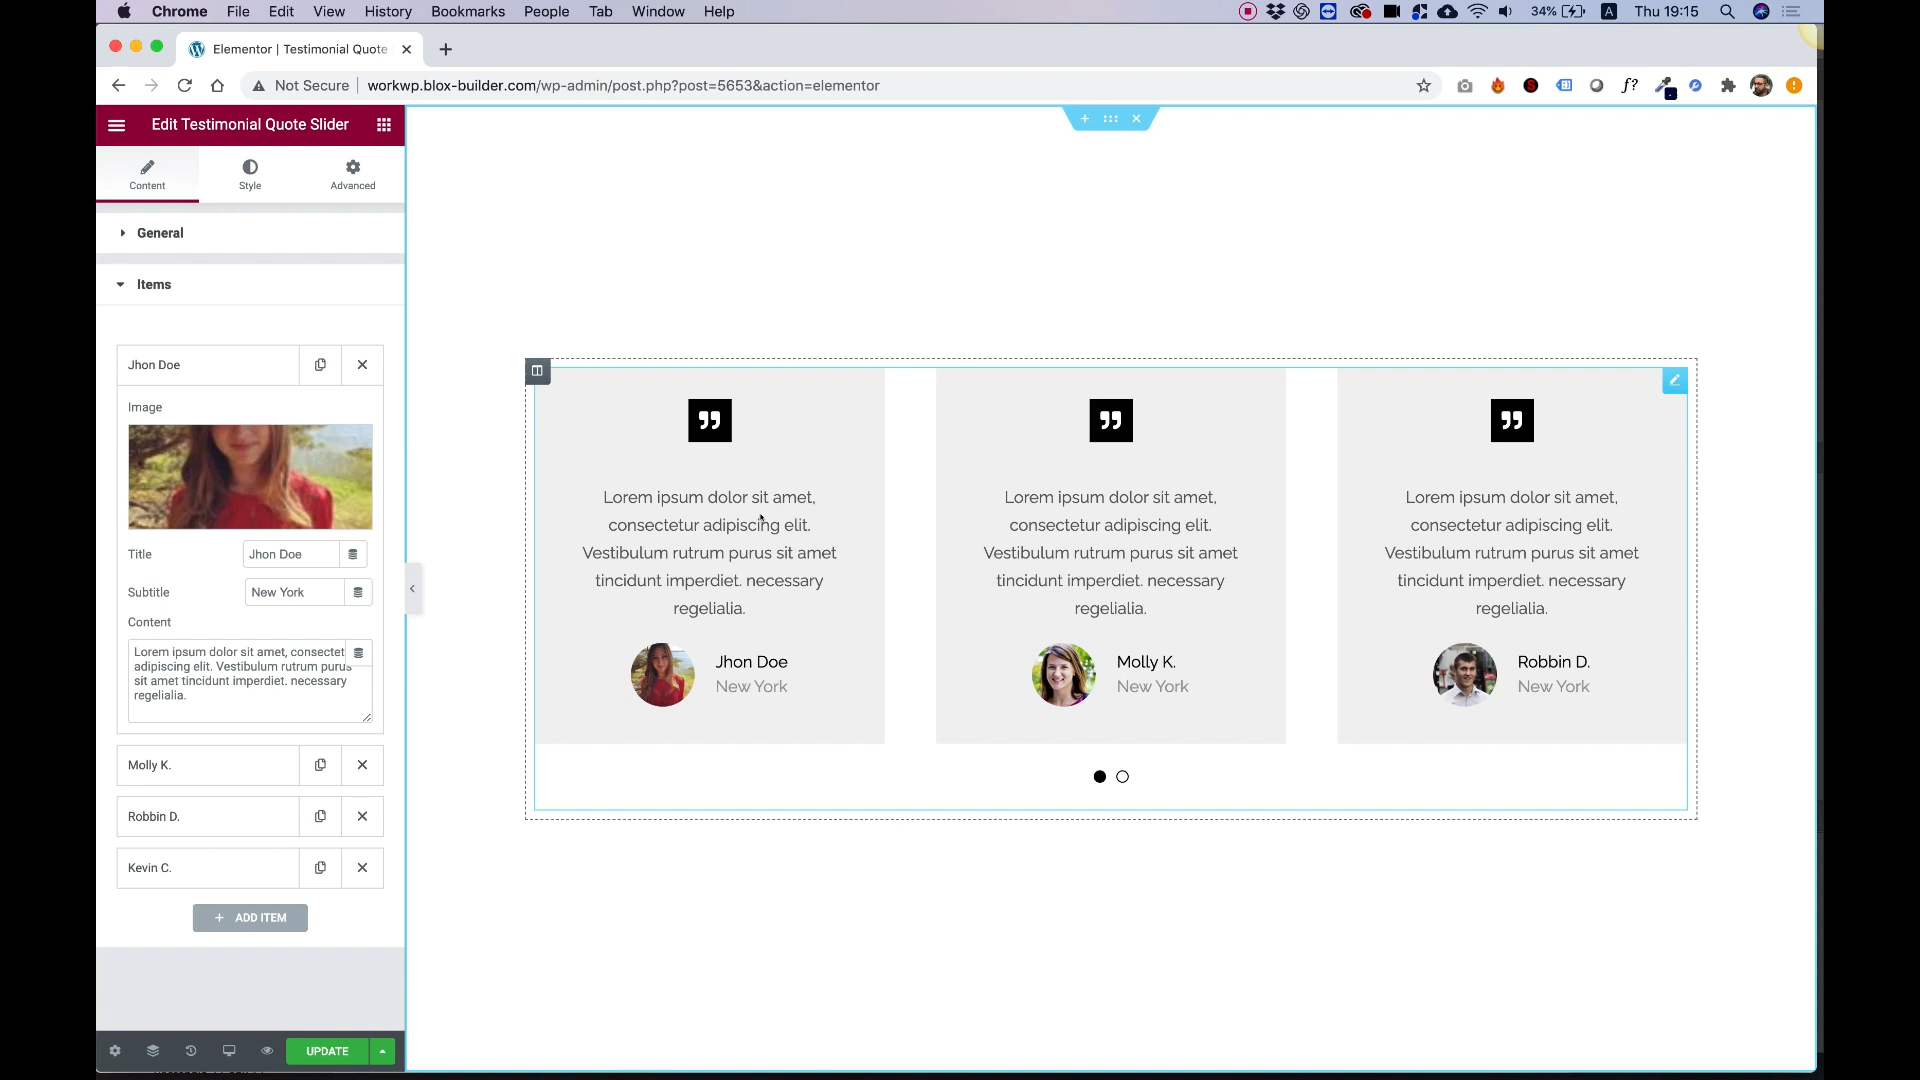 Chrome File Edit View History Bookmarks People Tab Window Help
34% A Thu 19:15
Elementor | Testimonial Quote
Not Secure workwp.blox-builder.com/wp-admin/post.php?post=5653&action=elementor
f?
Edit Testimonial Quote Slider
Content Style Advanced
General
Items
Jhon Doe
Image
Title Jhon Doe
Subtitle New York
Content
Lorem ipsum dolor sit amet, consectet
adipiscing elit. Vestibulum rutrum purus
sit amet tincidunt imperdiet. necessary
regelialia.
Molly K.
Robbin D.
Kevin C.
+ ADD ITEM
UPDATE
Lorem ipsum dolor sit amet,
consectetur adipiscing elit.
Vestibulum rutrum purus sit amet
tincidunt imperdiet. necessary
regelialia.
Jhon Doe
New York
Lorem ipsum dolor sit amet,
consectetur adipiscing elit.
Vestibulum rutrum purus sit amet
tincidunt imperdiet. necessary
regelialia.
Molly K.
New York
Lorem ipsum dolor sit amet,
consectetur adipiscing elit.
Vestibulum rutrum purus sit amet
tincidunt imperdiet. necessary
regelialia.
Robbin D.
New York